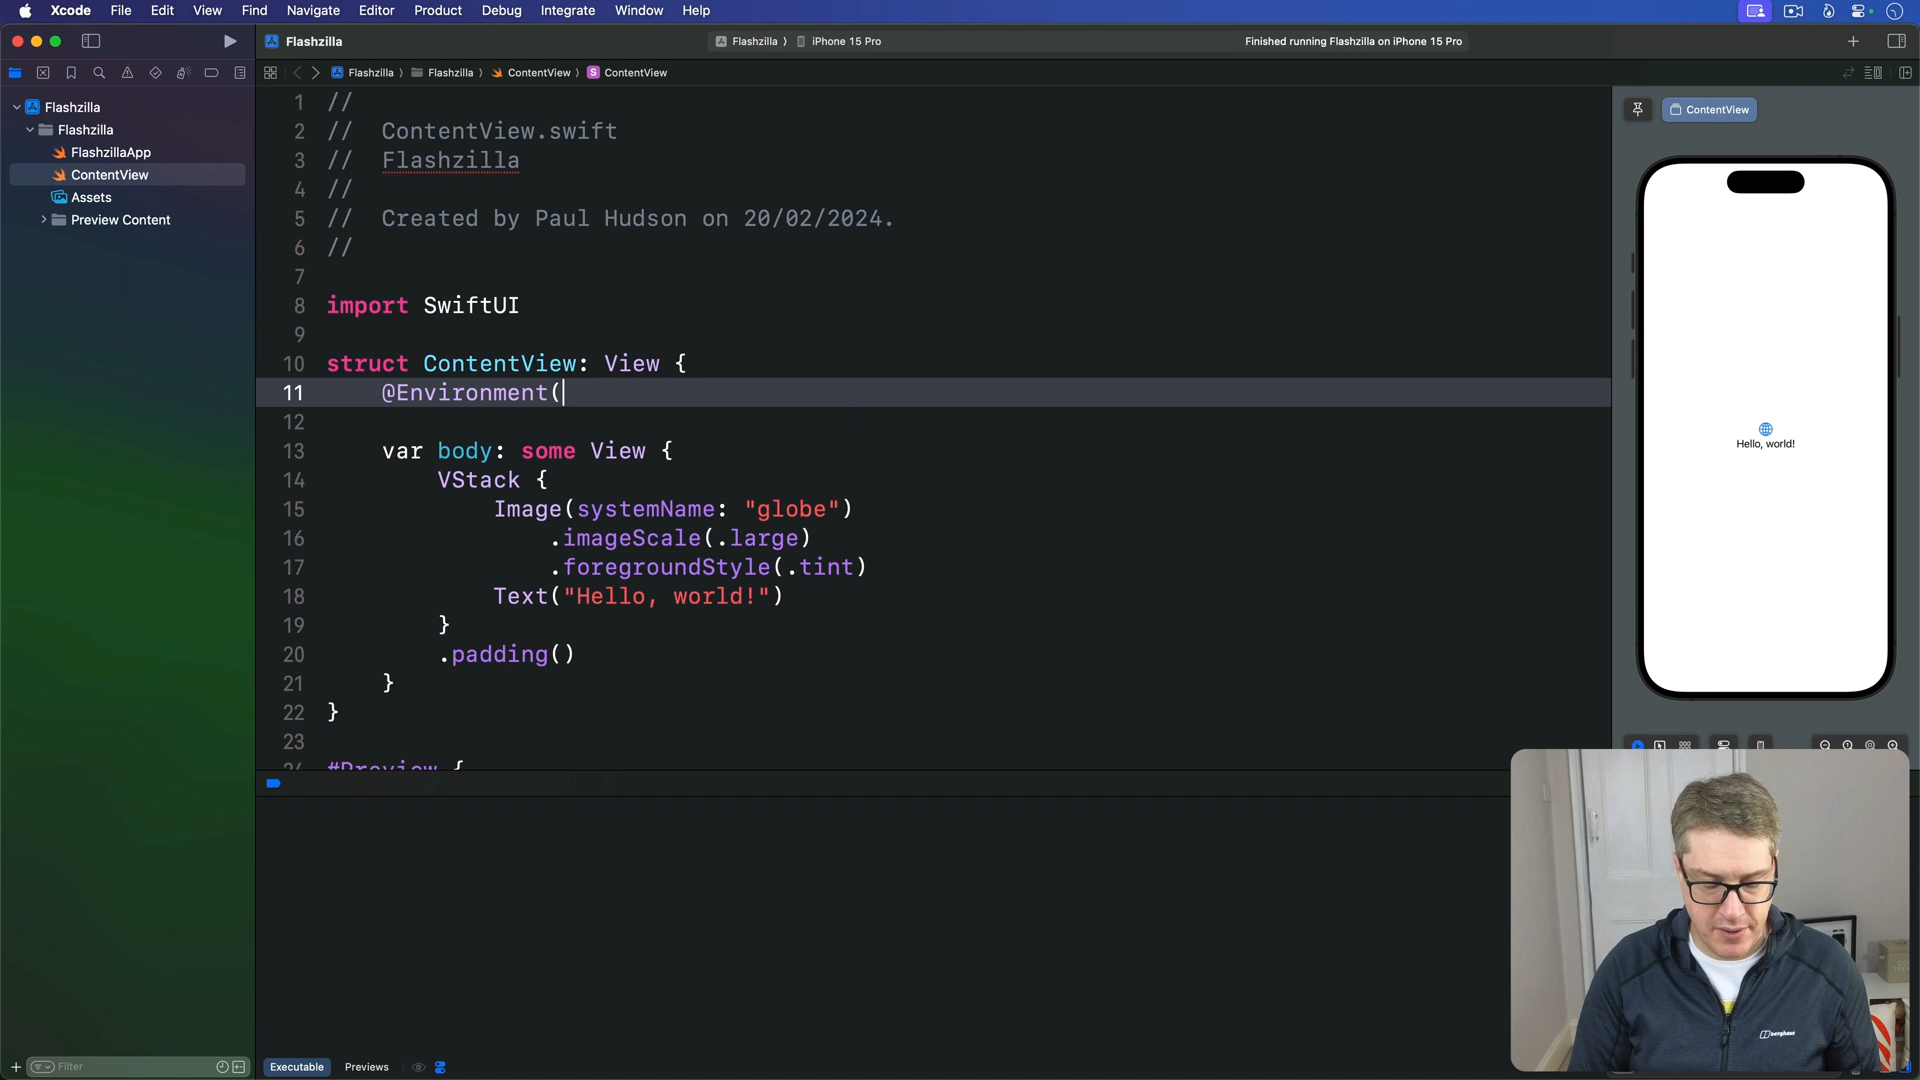 Xcode File Edit View Find Navigate Editor Product Debug Integrate Window Help
Flashzilla
Flashzilla iPhone 15 Pro
Finished running Flashzilla on iPhone 15 Pro
Flashzilla Flashzilla ContentView S ContentView
Flashzilla
Flashzilla
FlashzillaApp
ContentView
Assets
Preview Content
1 //
2 // ContentView.swift
3 // Flashzilla
4 //
5 // Created by Paul Hudson on 20/02/2024.
6 //
7
8 import SwiftUI
9
10 struct ContentView: View {
11 @Environment(
12
13 var body: some View {
14 VStack {
15 Image(systemName: "globe")
16 .imageScale(.large)
17 .foregroundStyle(.tint)
18 Text("Hello, world!")
19 }
20 .padding()
21 }
22 }
23
24 #Preview {
ContentView
Hello, world!
berghaus
Filter
Executable Previews